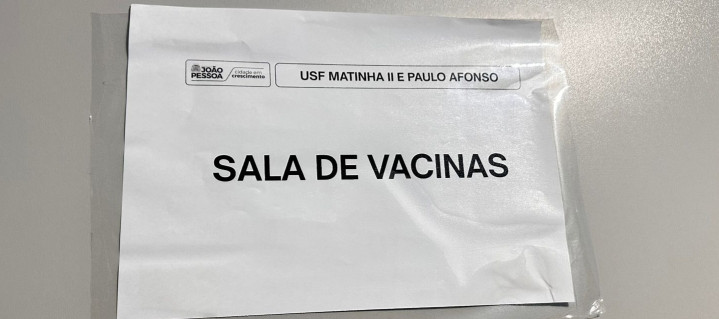 JOÃO PESSOA
cidade em crescimento
USF MATINHA II E PAULO AFONSO
SALA DE VACINAS